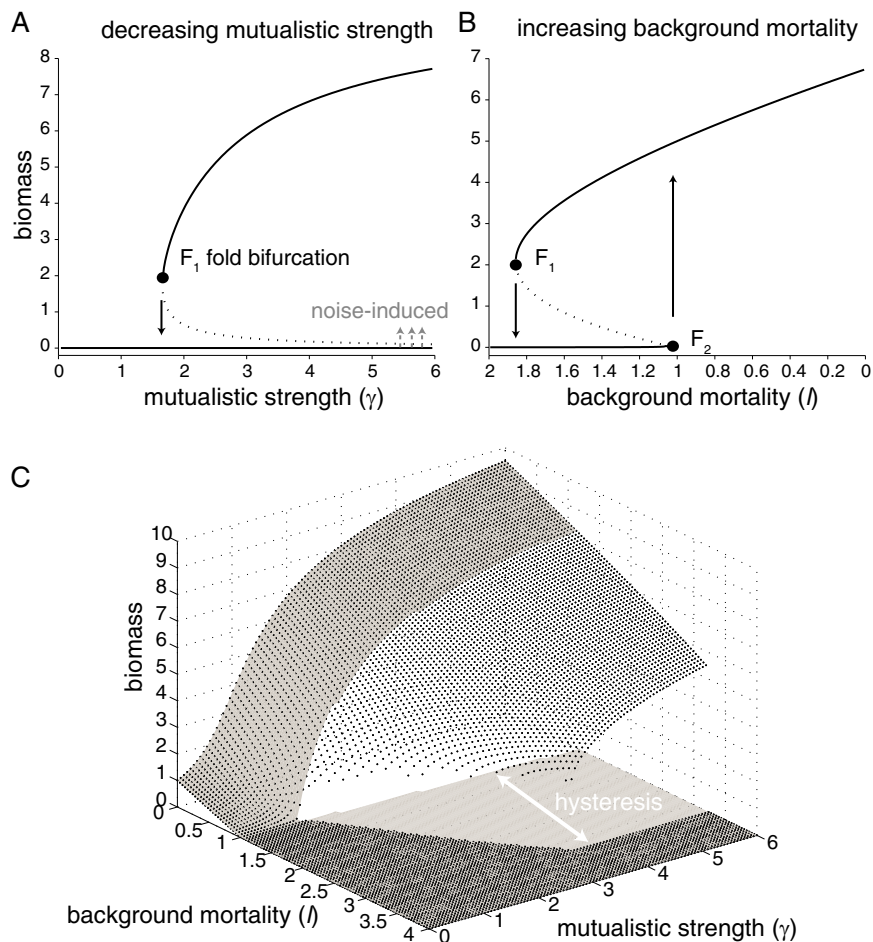 A
decreasing mutualistic strength
8
7
6
5
4
3
2
1
0
biomass
F1 fold bifurcation
noise-induced
0 1 2 3 4 5 6
mutualistic strength (γ)
B
increasing background mortality
7
6
5
4
3
2
1
0
F1
F2
2 1.8 1.6 1.4 1.2 1 0.8 0.6 0.4 0.2 0
background mortality (l)
C
10
9
8
7
6
5
4
3
2
1
0
biomass
hysteresis
0 0.5 1 1.5 2 2.5 3 3.5 4
background mortality (l)
0 1 2 3 4 5 6
mutualistic strength (γ)